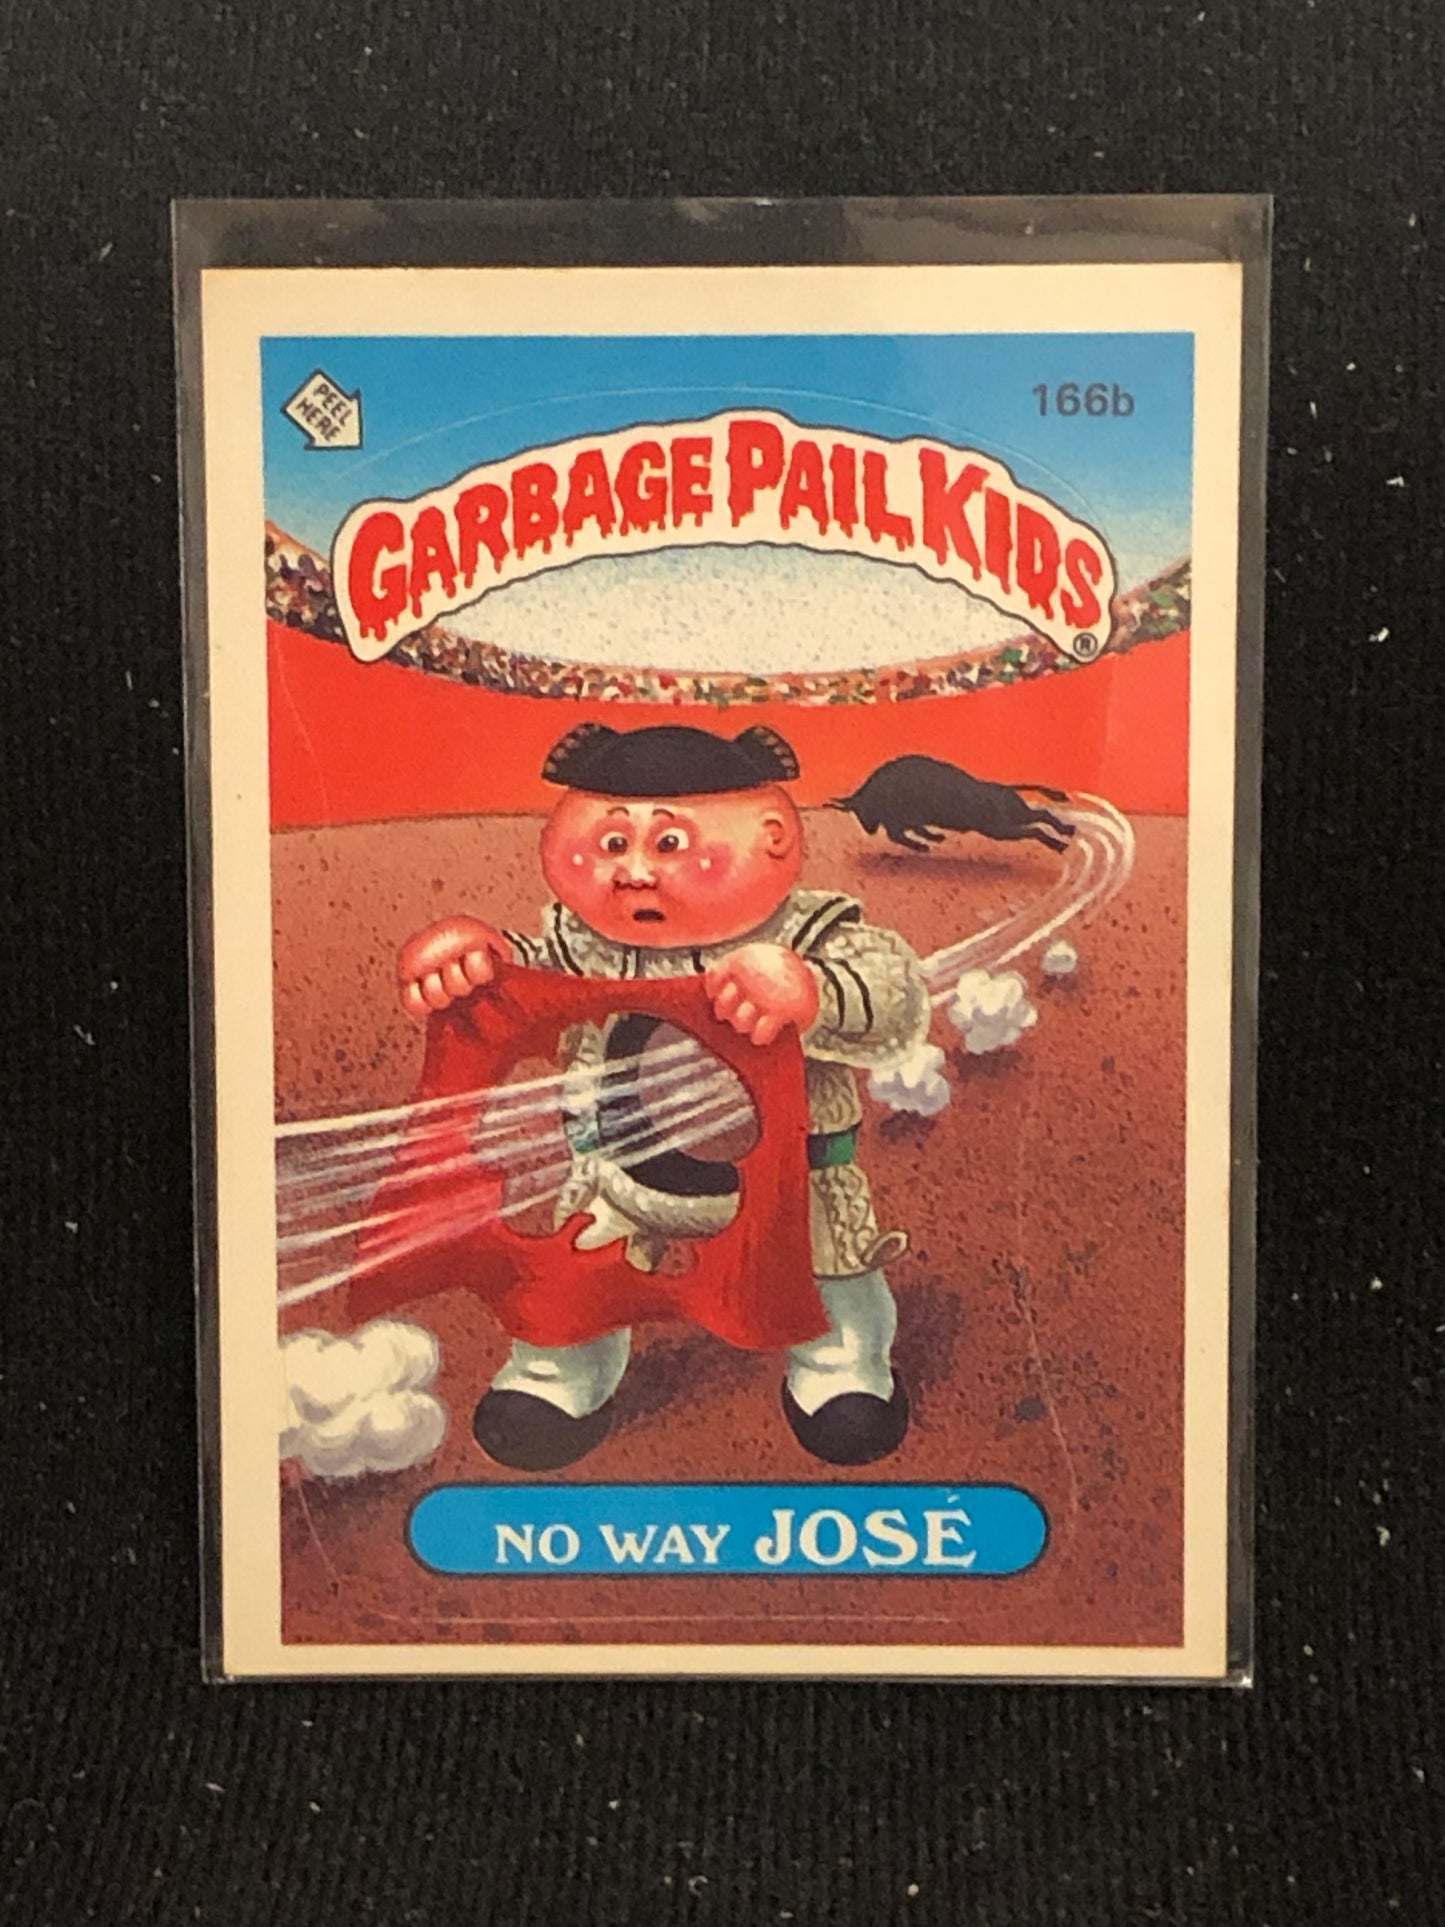 PEEL
HERE
166b
GARBAGE PAIL KIDS
®
NO WAY JOSÉ